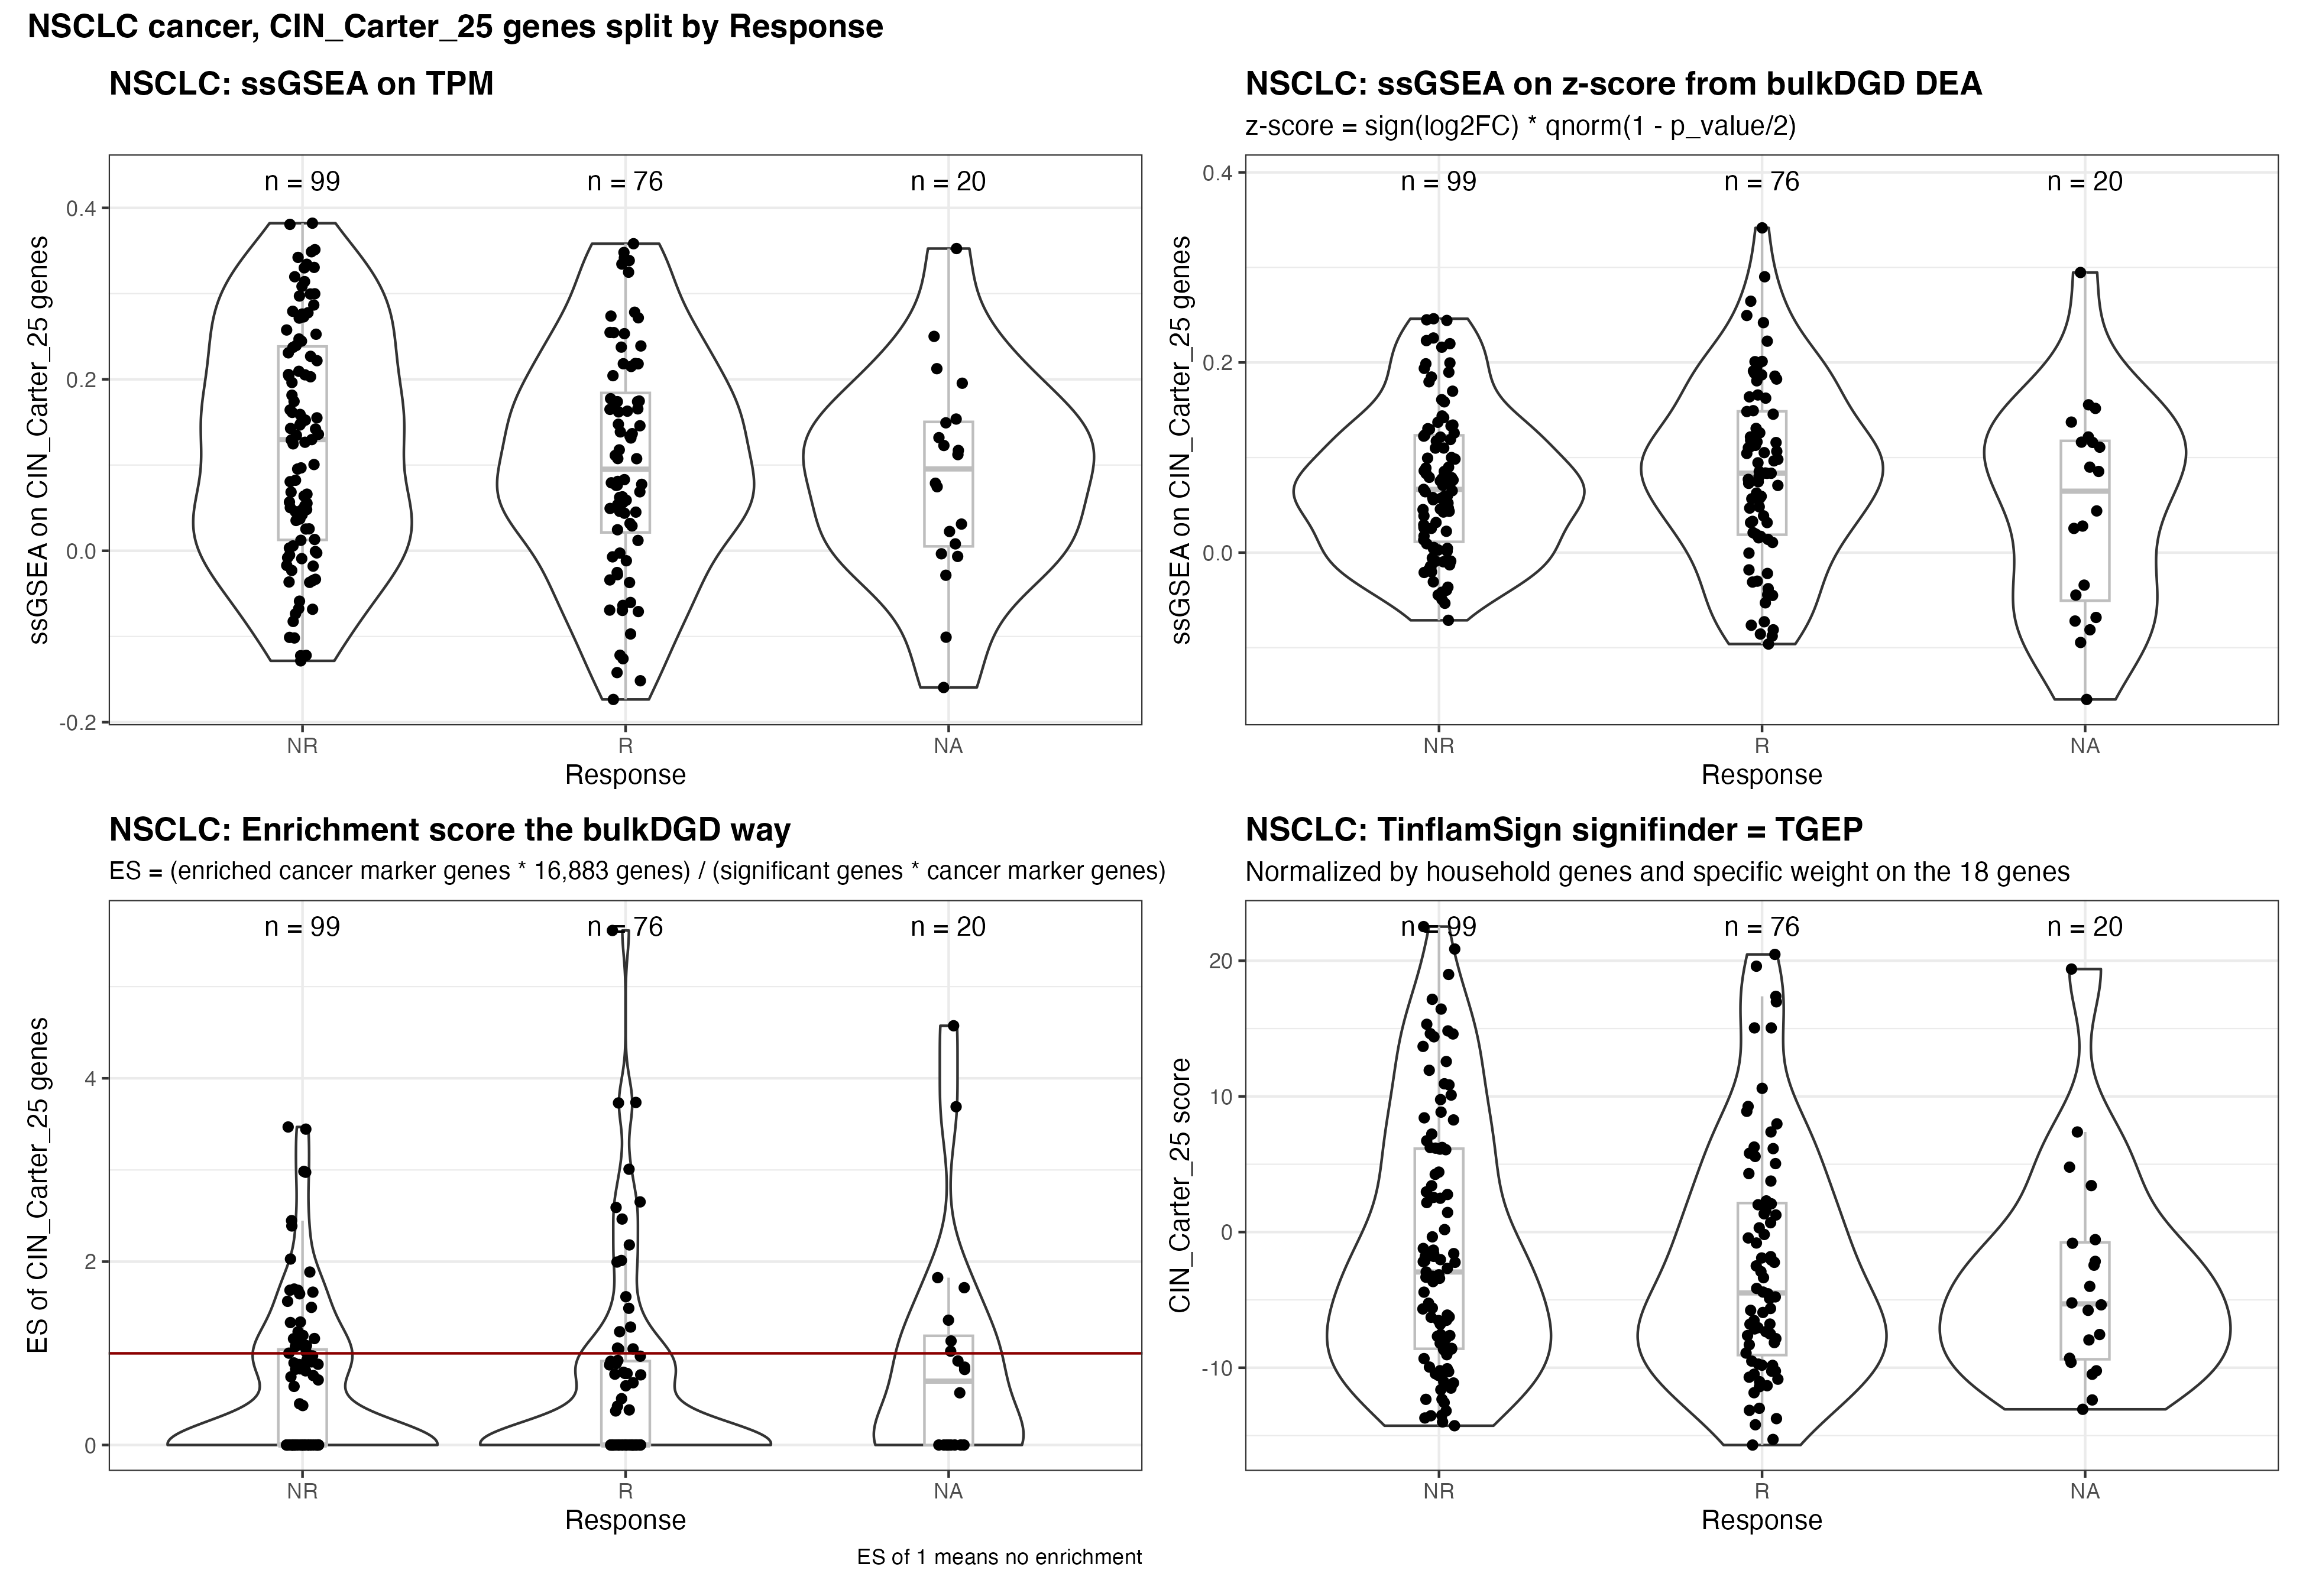 NSCLC cancer, CIN_Carter_25 genes split by Response
NSCLC: ssGSEA on TPM
n = 99
n = 76
n = 20
0.4
0.2
0.0
-0.2
ssGSEA on CIN_Carter_25 genes
NR
R
NA
Response
NSCLC: ssGSEA on z-score from bulkDGD DEA
z-score = sign(log2FC) * qnorm(1 - p_value/2)
n = 99
n = 76
n = 20
0.4
0.2
0.0
ssGSEA on CIN_Carter_25 genes
NR
R
NA
Response
NSCLC: Enrichment score the bulkDGD way
ES = (enriched cancer marker genes * 16,883 genes) / (significant genes * cancer marker genes)
n = 99
n = 76
n = 20
4
2
0
ES of CIN_Carter_25 genes
NR
R
NA
Response
ES of 1 means no enrichment
NSCLC: TinflamSign signifinder = TGEP
Normalized by household genes and specific weight on the 18 genes
n = 99
n = 76
n = 20
20
10
0
-10
CIN_Carter_25 score
NR
R
NA
Response